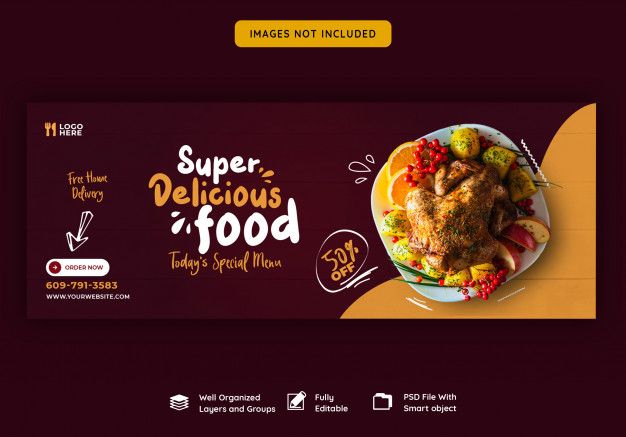 IMAGES NOT INCLUDED
LOGO
HERE
Free Home
Delivery
ORDER NOW
609-791-3583
WWW.YOURWEBSITE.COM
Super
Delicious
food
Today's Special Menu
50%
OFF
Well Organized
Layers and Groups
Fully
Editable
PSD File With
Smart object